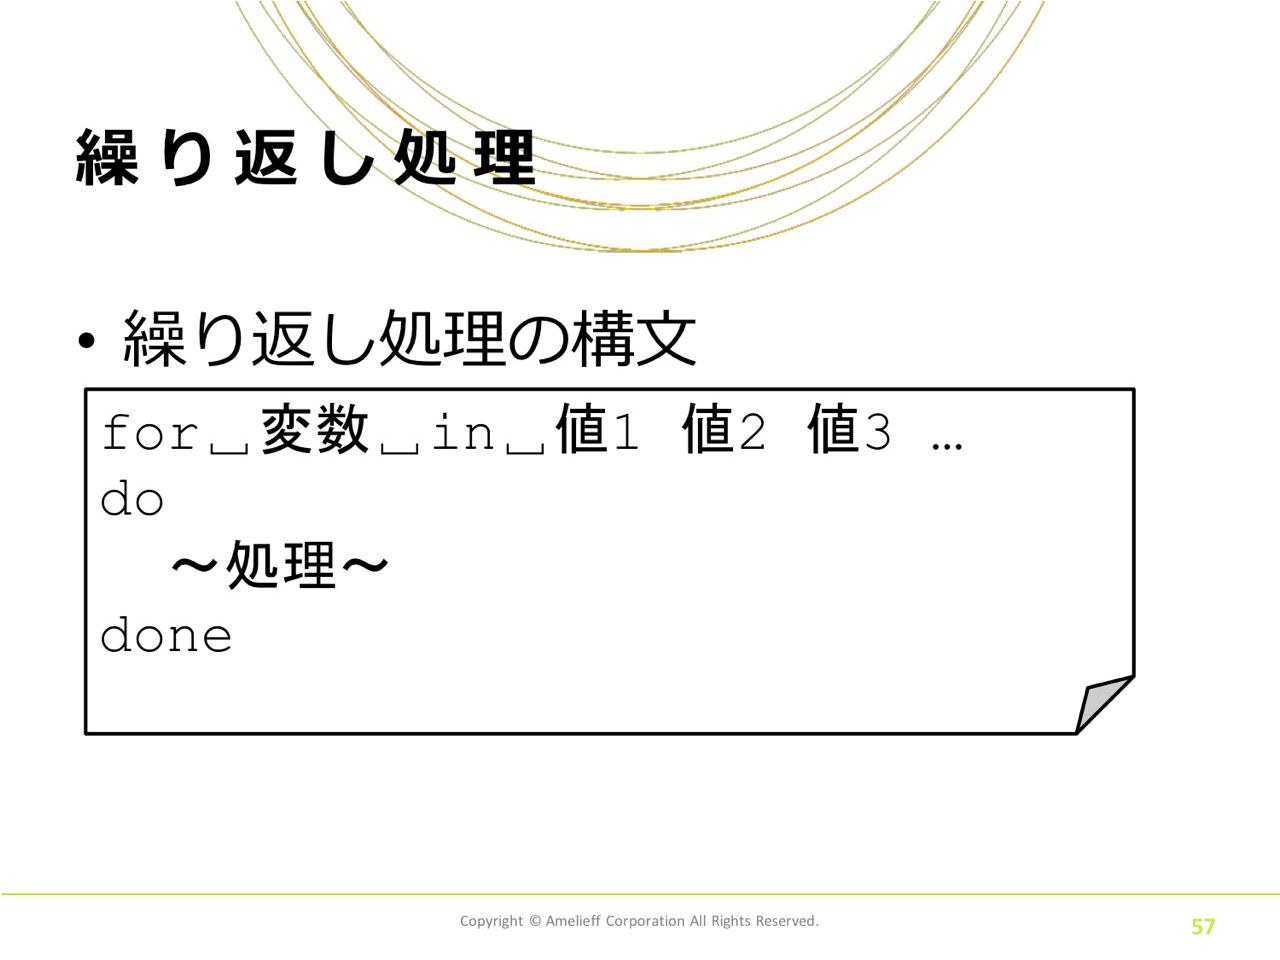 繰り返し処理
• 繰り返し処理の構文
for␣変数␣in␣値1 値2 値3 …
do
～処理～
done
Copyright © Amelieff Corporation All Rights Reserved.
57